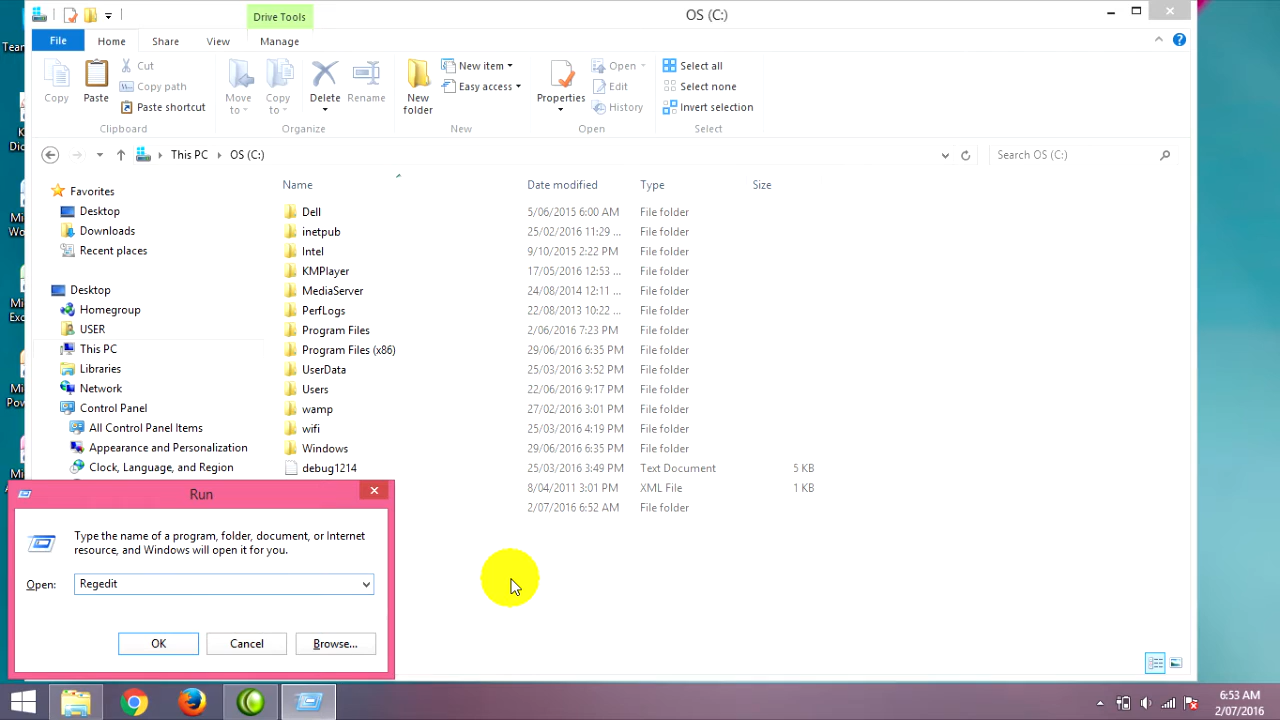 Drive Tools
OS (C:)
File
Home
Share
View
Manage
Copy
Paste
Cut
Copy path
Paste shortcut
Clipboard
Move to
Copy to
Delete
Rename
Organize
New folder
New item
Easy access
New
Properties
Open
Edit
History
Open
Select all
Select none
Invert selection
Select
This PC
OS (C:)
Search OS (C:)
Name Date modified Type Size
Favorites
Desktop
Downloads
Recent places
Desktop
Homegroup
USER
This PC
Libraries
Network
Control Panel
All Control Panel Items
Appearance and Personalization
Clock, Language, and Region
Dell 5/06/2015 6:00 AM File folder
inetpub 25/02/2016 11:29 ... File folder
Intel 9/10/2015 2:22 PM File folder
KMPlayer 17/05/2016 12:53 ... File folder
MediaServer 24/08/2014 12:11 ... File folder
PerfLogs 22/08/2013 10:22 ... File folder
Program Files 2/06/2016 7:23 PM File folder
Program Files (x86) 29/06/2016 6:35 PM File folder
UserData 25/03/2016 3:52 PM File folder
Users 22/06/2016 9:17 PM File folder
wamp 27/02/2016 3:01 PM File folder
wifi 25/03/2016 4:19 PM File folder
Windows 29/06/2016 6:35 PM File folder
debug1214 25/03/2016 3:49 PM Text Document 5 KB
8/04/2011 3:01 PM XML File 1 KB
2/07/2016 6:52 AM File folder
Run
Type the name of a program, folder, document, or Internet
resource, and Windows will open it for you.
Open: Regedit
OK
Cancel
Browse...
6:53 AM
2/07/2016